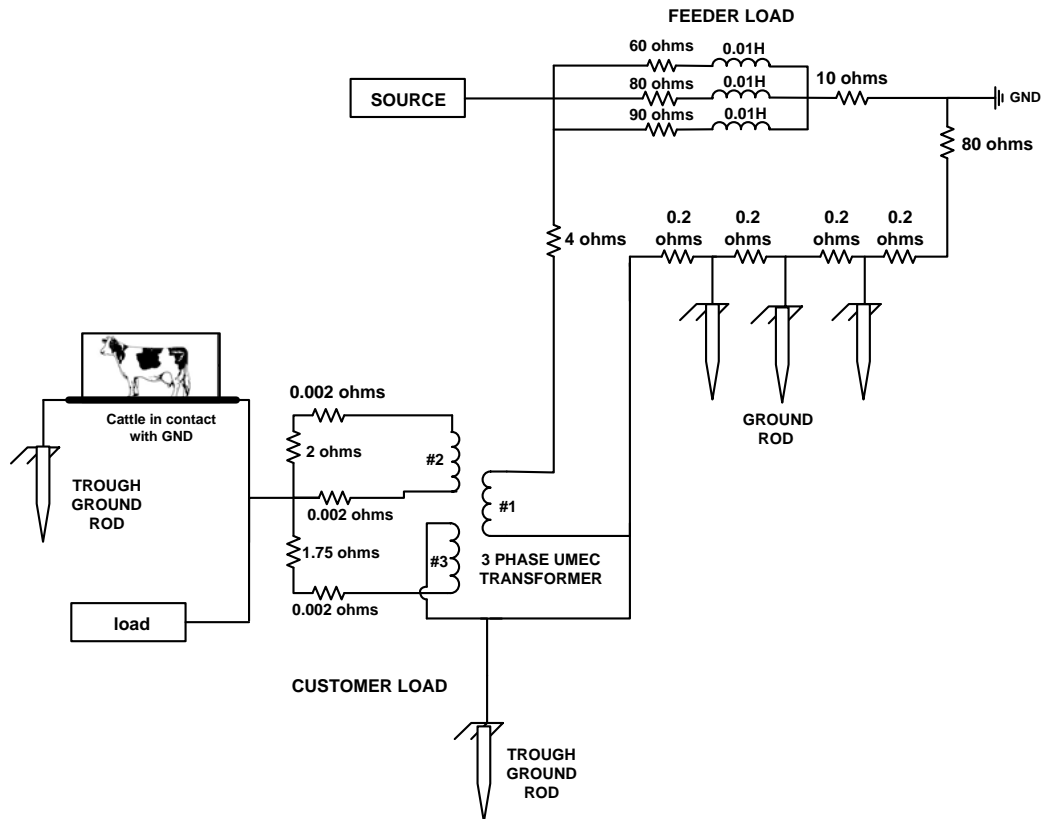 FEEDER LOAD
60 ohms
0.01H
SOURCE
80 ohms
0.01H
10 ohms
GND
90 ohms
0.01H
80 ohms
4 ohms
0.2
ohms
0.2
ohms
0.2
ohms
0.2
ohms
GROUND
ROD
Cattle in contact
with GND
TROUGH
GROUND
ROD
0.002 ohms
2 ohms
#2
0.002 ohms
#1
1.75 ohms
#3
3 PHASE UMEC
TRANSFORMER
0.002 ohms
load
CUSTOMER LOAD
TROUGH
GROUND
ROD